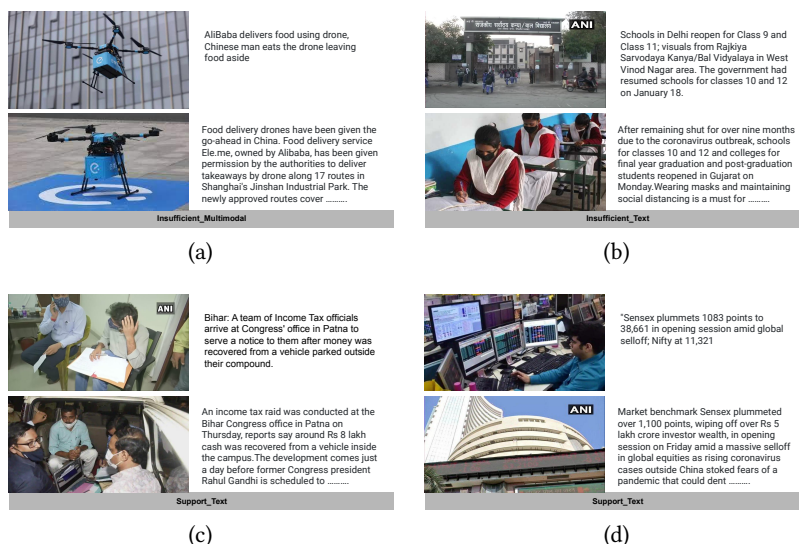 AliBaba delivers food using drone,
Chinese man eats the drone leaving
food aside
Food delivery drones have been given the
go-ahead in China. Food delivery service
Ele.me, owned by Alibaba, has been given
permission by the authorities to deliver
takeaways by drone along 17 routes in
Shanghai's Jinshan Industrial Park. The
newly approved routes cover ..........
Insufficient_Multimodal
(a)
ANI
Schools in Delhi reopen for Class 9 and
Class 11; visuals from Rajkiya
Sarvodaya Kanya/Bal Vidyalaya in West
Vinod Nagar area. The government had
resumed schools for classes 10 and 12
on January 18.
After remaining shut for over nine months
due to the coronavirus outbreak, schools
for classes 10 and 12 and colleges for
final year graduation and post-graduation
students reopened in Gujarat on
Monday.Wearing masks and maintaining
social distancing is a must for ..........
Insufficient_Text
(b)
ANI
Bihar: A team of Income Tax officials
arrive at Congress' office in Patna to
serve a notice to them after money was
recovered from a vehicle parked outside
their compound.
An income tax raid was conducted at the
Bihar Congress office in Patna on
Thursday, reports say around Rs 8 lakh
cash was recovered from a vehicle inside
the campus.The development comes just
a day before former Congress president
Rahul Gandhi is scheduled to ..........
Support_Text
(c)
"Sensex plummets 1083 points to
38,661 in opening session amid global
selloff; Nifty at 11,321
ANI
Market benchmark Sensex plummeted
over 1,100 points, wiping off over Rs 5
lakh crore investor wealth, in opening
session on Friday amid a massive selloff
in global equities as rising coronavirus
cases outside China stoked fears of a
pandemic that could dent ..........
Support_Text
(d)